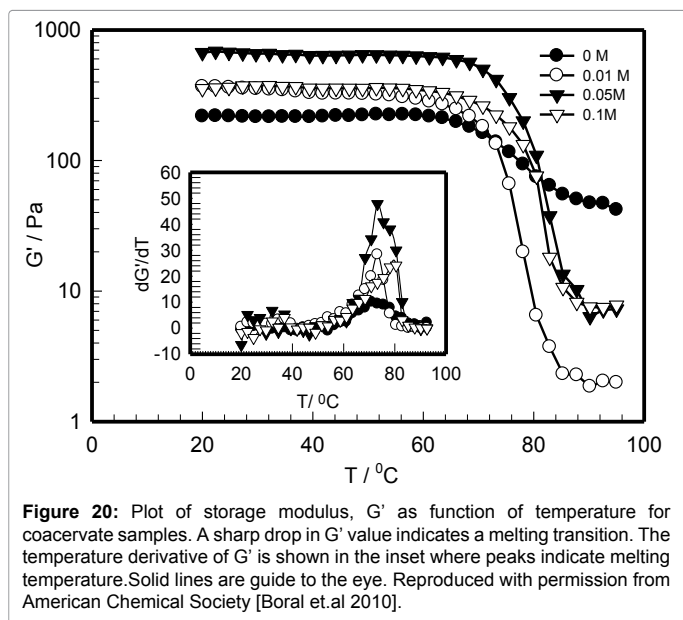 1000
100
10
1
G' / Pa
0 M
0.01 M
0.05M
0.1M
60
50
40
30
20
10
0
-10
dG'/dT
0 20 40 60 80 100
T/ ⁰C
0 20 40 60 80 100
T / ⁰C
Figure 20: Plot of storage modulus, G’ as function of temperature for
coacervate samples. A sharp drop in G’ value indicates a melting transition. The
temperature derivative of G’ is shown in the inset where peaks indicate melting
temperature.Solid lines are guide to the eye. Reproduced with permission from
American Chemical Society [Boral et.al 2010].